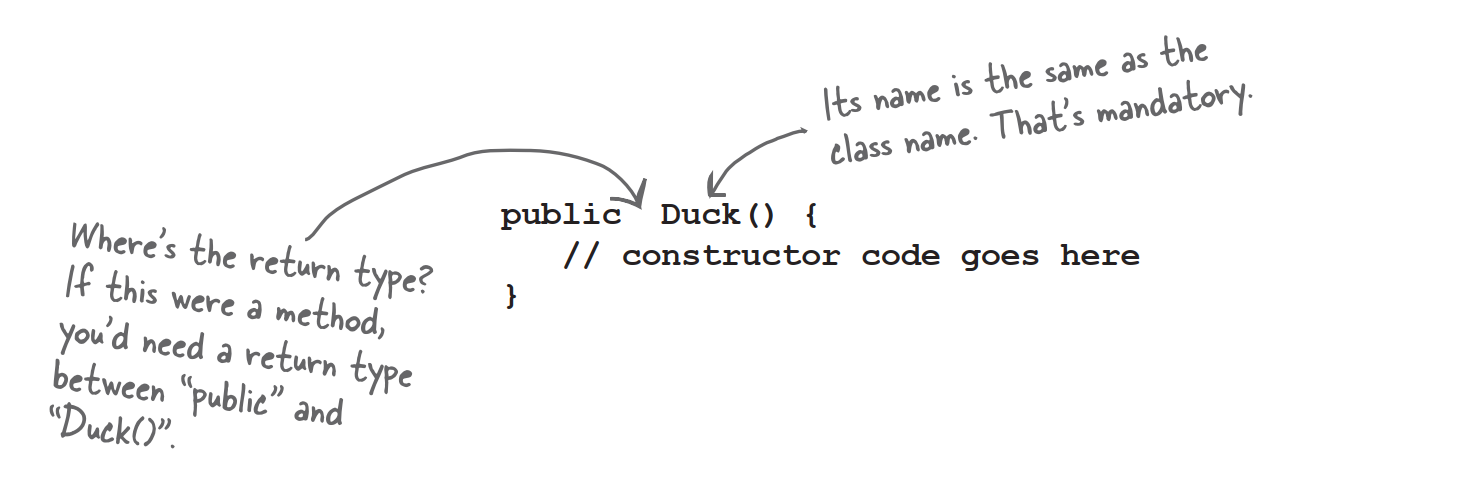 Its name is the same as the
class name. That's mandatory.
public  Duck() {
// constructor code goes here
}
Where's the return type?
If this were a method,
you'd need a return type
between “public” and
“Duck()”.